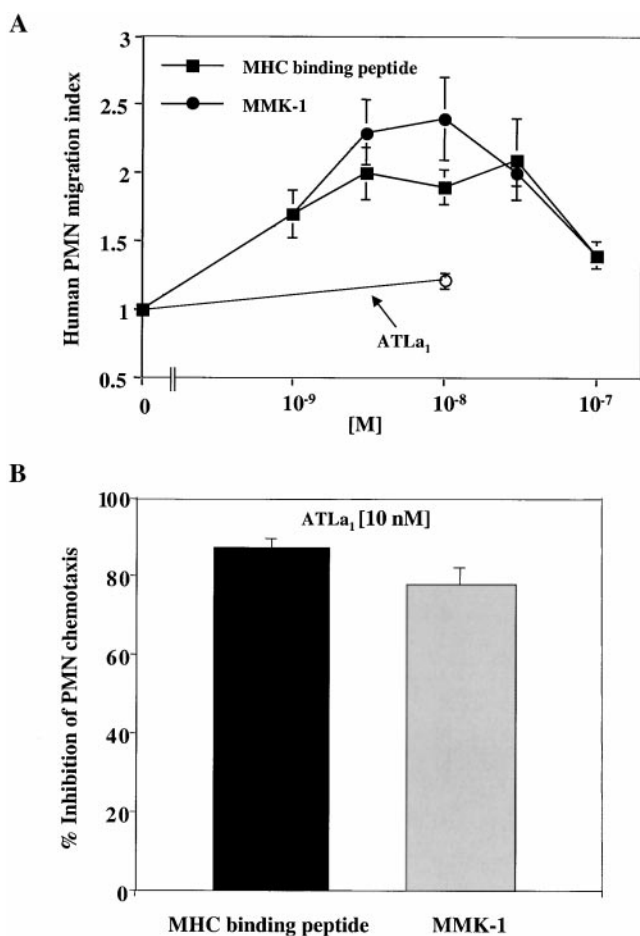 A
Human PMN migration index
3
2.5
2
1.5
1
0.5
MHC binding peptide
MMK-1
ATLa₁
0
10⁻⁹
10⁻⁸
10⁻⁷
[M]
B
% Inhibition of PMN chemotaxis
100
80
60
40
20
0
ATLa₁ [10 nM]
MHC binding peptide
MMK-1